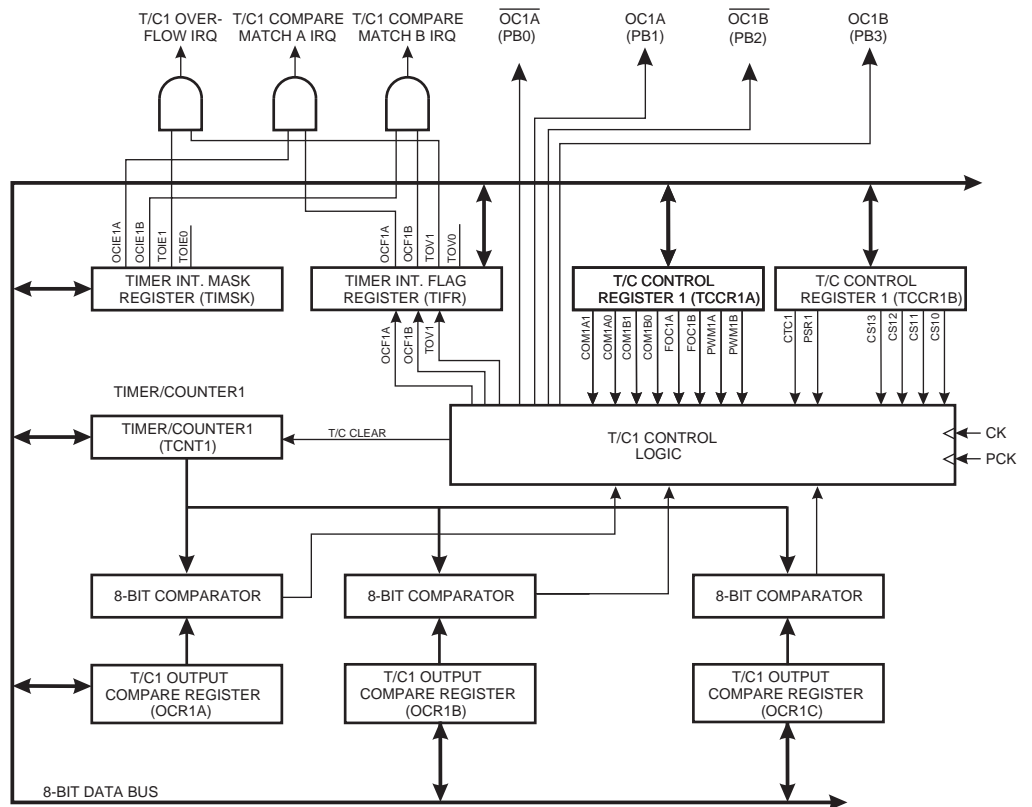 T/C1 OVER-
FLOW IRQ
T/C1 COMPARE
MATCH A IRQ
T/C1 COMPARE
MATCH B IRQ
OC1A
(PB0)
OC1A
(PB1)
OC1B
(PB2)
OC1B
(PB3)
OCIE1A
OCIE1B
TOIE1
TOIE0
OCF1A
OCF1B
TOV1
TOV0
TIMER INT. MASK
REGISTER (TIMSK)
TIMER INT. FLAG
REGISTER (TIFR)
T/C CONTROL
REGISTER 1 (TCCR1A)
T/C CONTROL
REGISTER 1 (TCCR1B)
OCF1A
OCF1B
TOV1
COM1A1
COM1A0
COM1B1
COM1B0
FOC1A
FOC1B
PWM1A
PWM1B
CTC1
PSR1
CS13
CS12
CS11
CS10
TIMER/COUNTER1
TIMER/COUNTER1
(TCNT1)
T/C CLEAR
T/C1 CONTROL
LOGIC
CK
PCK
8-BIT COMPARATOR
8-BIT COMPARATOR
8-BIT COMPARATOR
T/C1 OUTPUT
COMPARE REGISTER
(OCR1A)
T/C1 OUTPUT
COMPARE REGISTER
(OCR1B)
T/C1 OUTPUT
COMPARE REGISTER
(OCR1C)
8-BIT DATA BUS